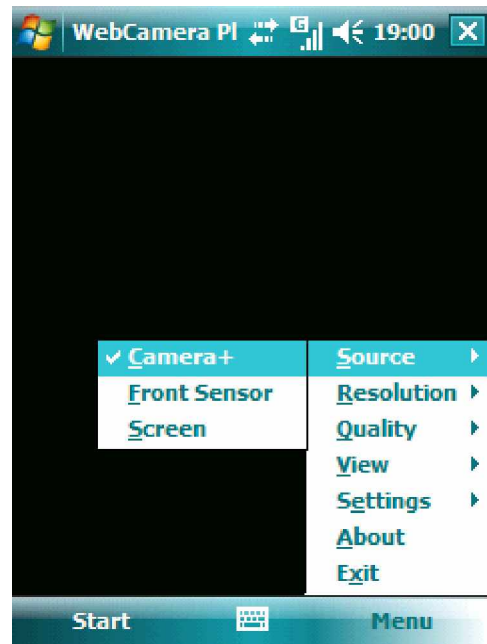 WebCamera Pl G 19:00
Camera+
Front Sensor
Screen
Source
Resolution
Quality
View
Settings
About
Exit
Start Menu